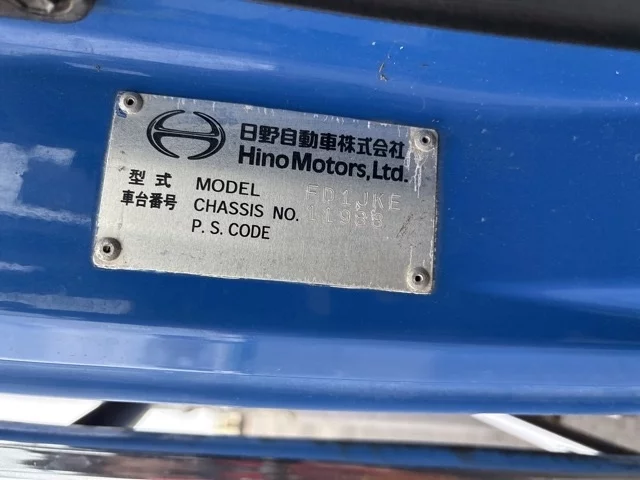 日野自動車株式会社
Hino Motors, Ltd.
型式 MODEL FD1JKE
車台番号 CHASSIS NO.
P. S. CODE